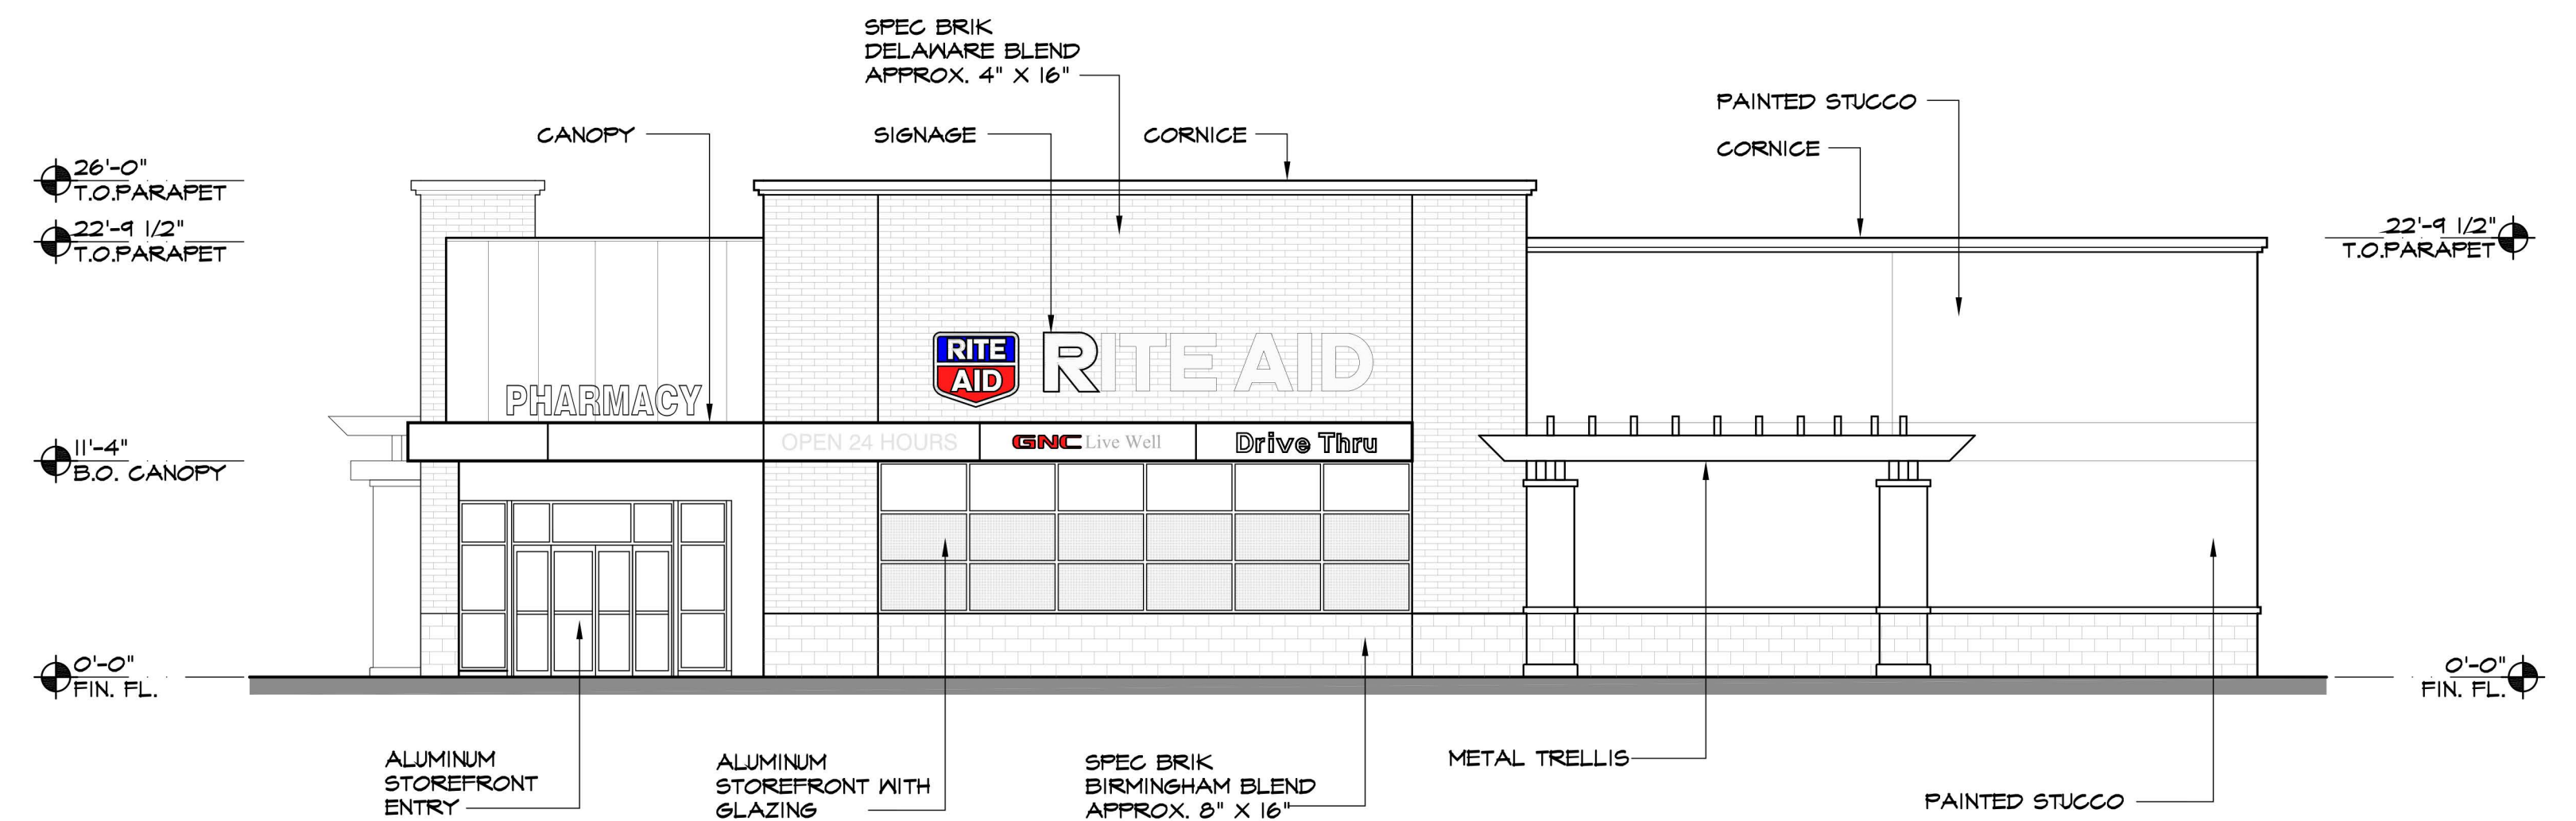 SPEC BRIK
DELAWARE BLEND
APPROX. 4" X 16"
PAINTED STUCCO
CANOPY
SIGNAGE
CORNICE
CORNICE
26'-0"
T.O.PARAPET
22'-9 1/2"
T.O.PARAPET
22'-9 1/2"
T.O.PARAPET
RITE
AID
RITE AID
PHARMACY
OPEN 24 HOURS
GNC Live Well
Drive Thru
11'-4"
B.O. CANOPY
0'-0"
FIN. FL.
0'-0"
FIN. FL.
ALUMINUM
STOREFRONT
ENTRY
ALUMINUM
STOREFRONT WITH
GLAZING
SPEC BRIK
BIRMINGHAM BLEND
APPROX. 8" X 16"
METAL TRELLIS
PAINTED STUCCO